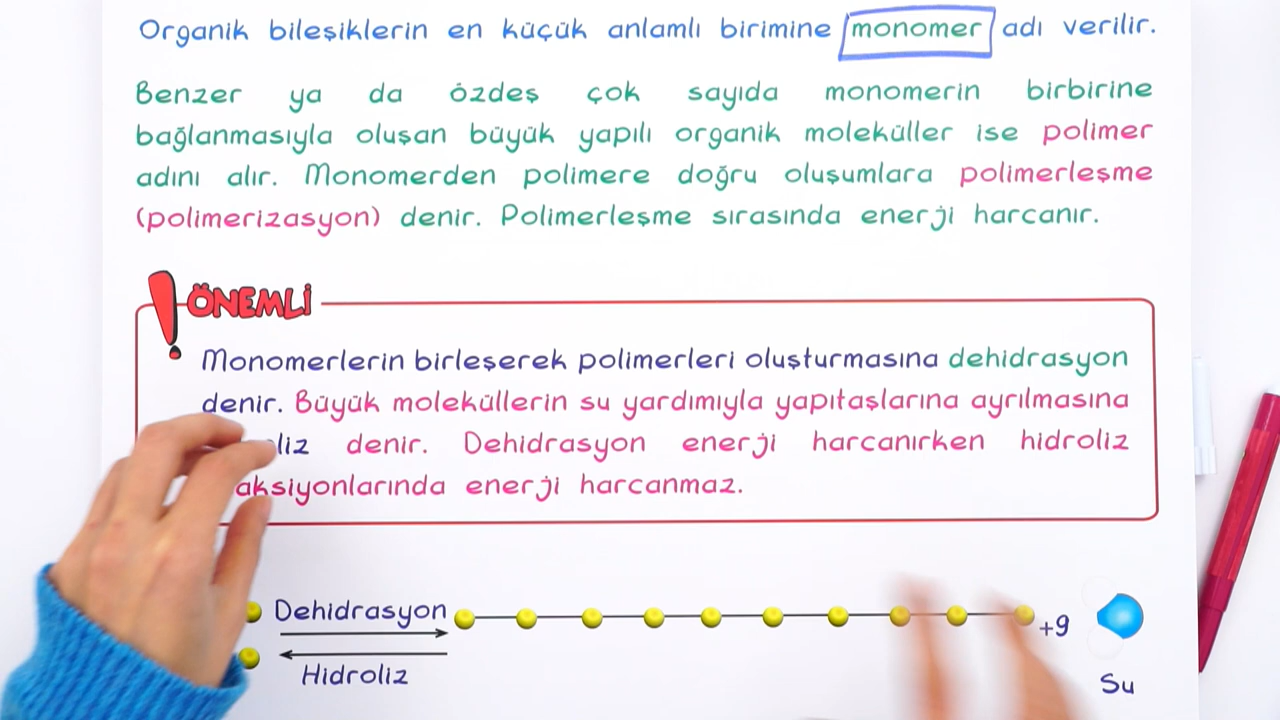 Organik bileşiklerin en küçük anlamlı birimine monomer adı verilir.
Benzer ya da özdeş çok sayıda monomerin birbirine
bağlanmasıyla oluşan büyük yapılı organik moleküller ise polimer
adını alır. Monomerden polimere doğru oluşumlara polimerleşme
(polimerizasyon) denir. Polimerleşme sırasında enerji harcanır.
ÖNEMLİ
Monomerlerin birleşerek polimerleri oluşturmasına dehidrasyon
denir. Büyük moleküllerin su yardımıyla yapıtaşlarına ayrılmasına
liz denir. Dehidrasyon enerji harcanırken hidroliz
aksiyonlarında enerji harcanmaz.
Dehidrasyon
+9
Hidroliz
Su